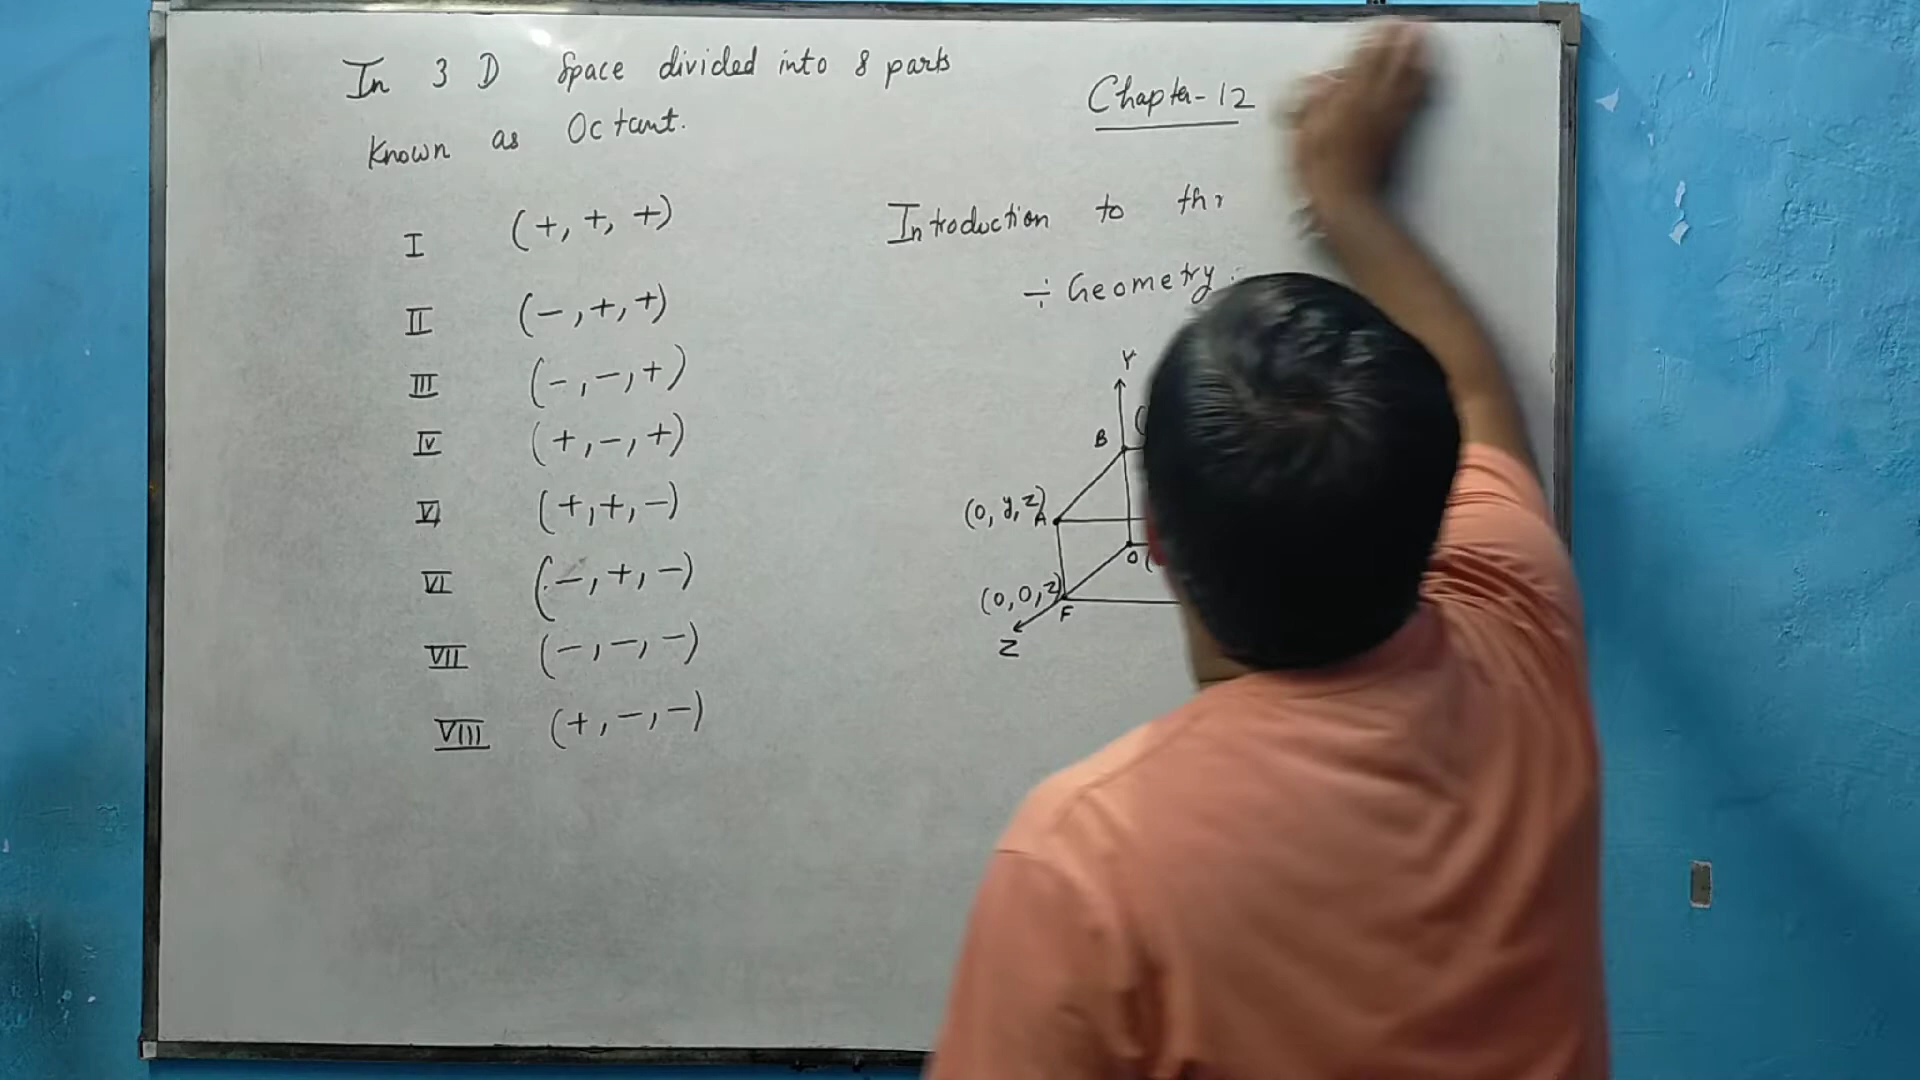 In 3 D Space divided into 8 parts
known as Octant.
I (+, +, +)
II (-, +, +)
III (-, -, +)
IV (+, -, +)
V (+, +, -)
VI (-, +, -)
VII (-, -, -)
VIII (+, -, -)
Chapter-12
Introduction to thr
÷ Geometry
Y
B (
(0, y, z) A
O (
(0, 0, z)
F
Z